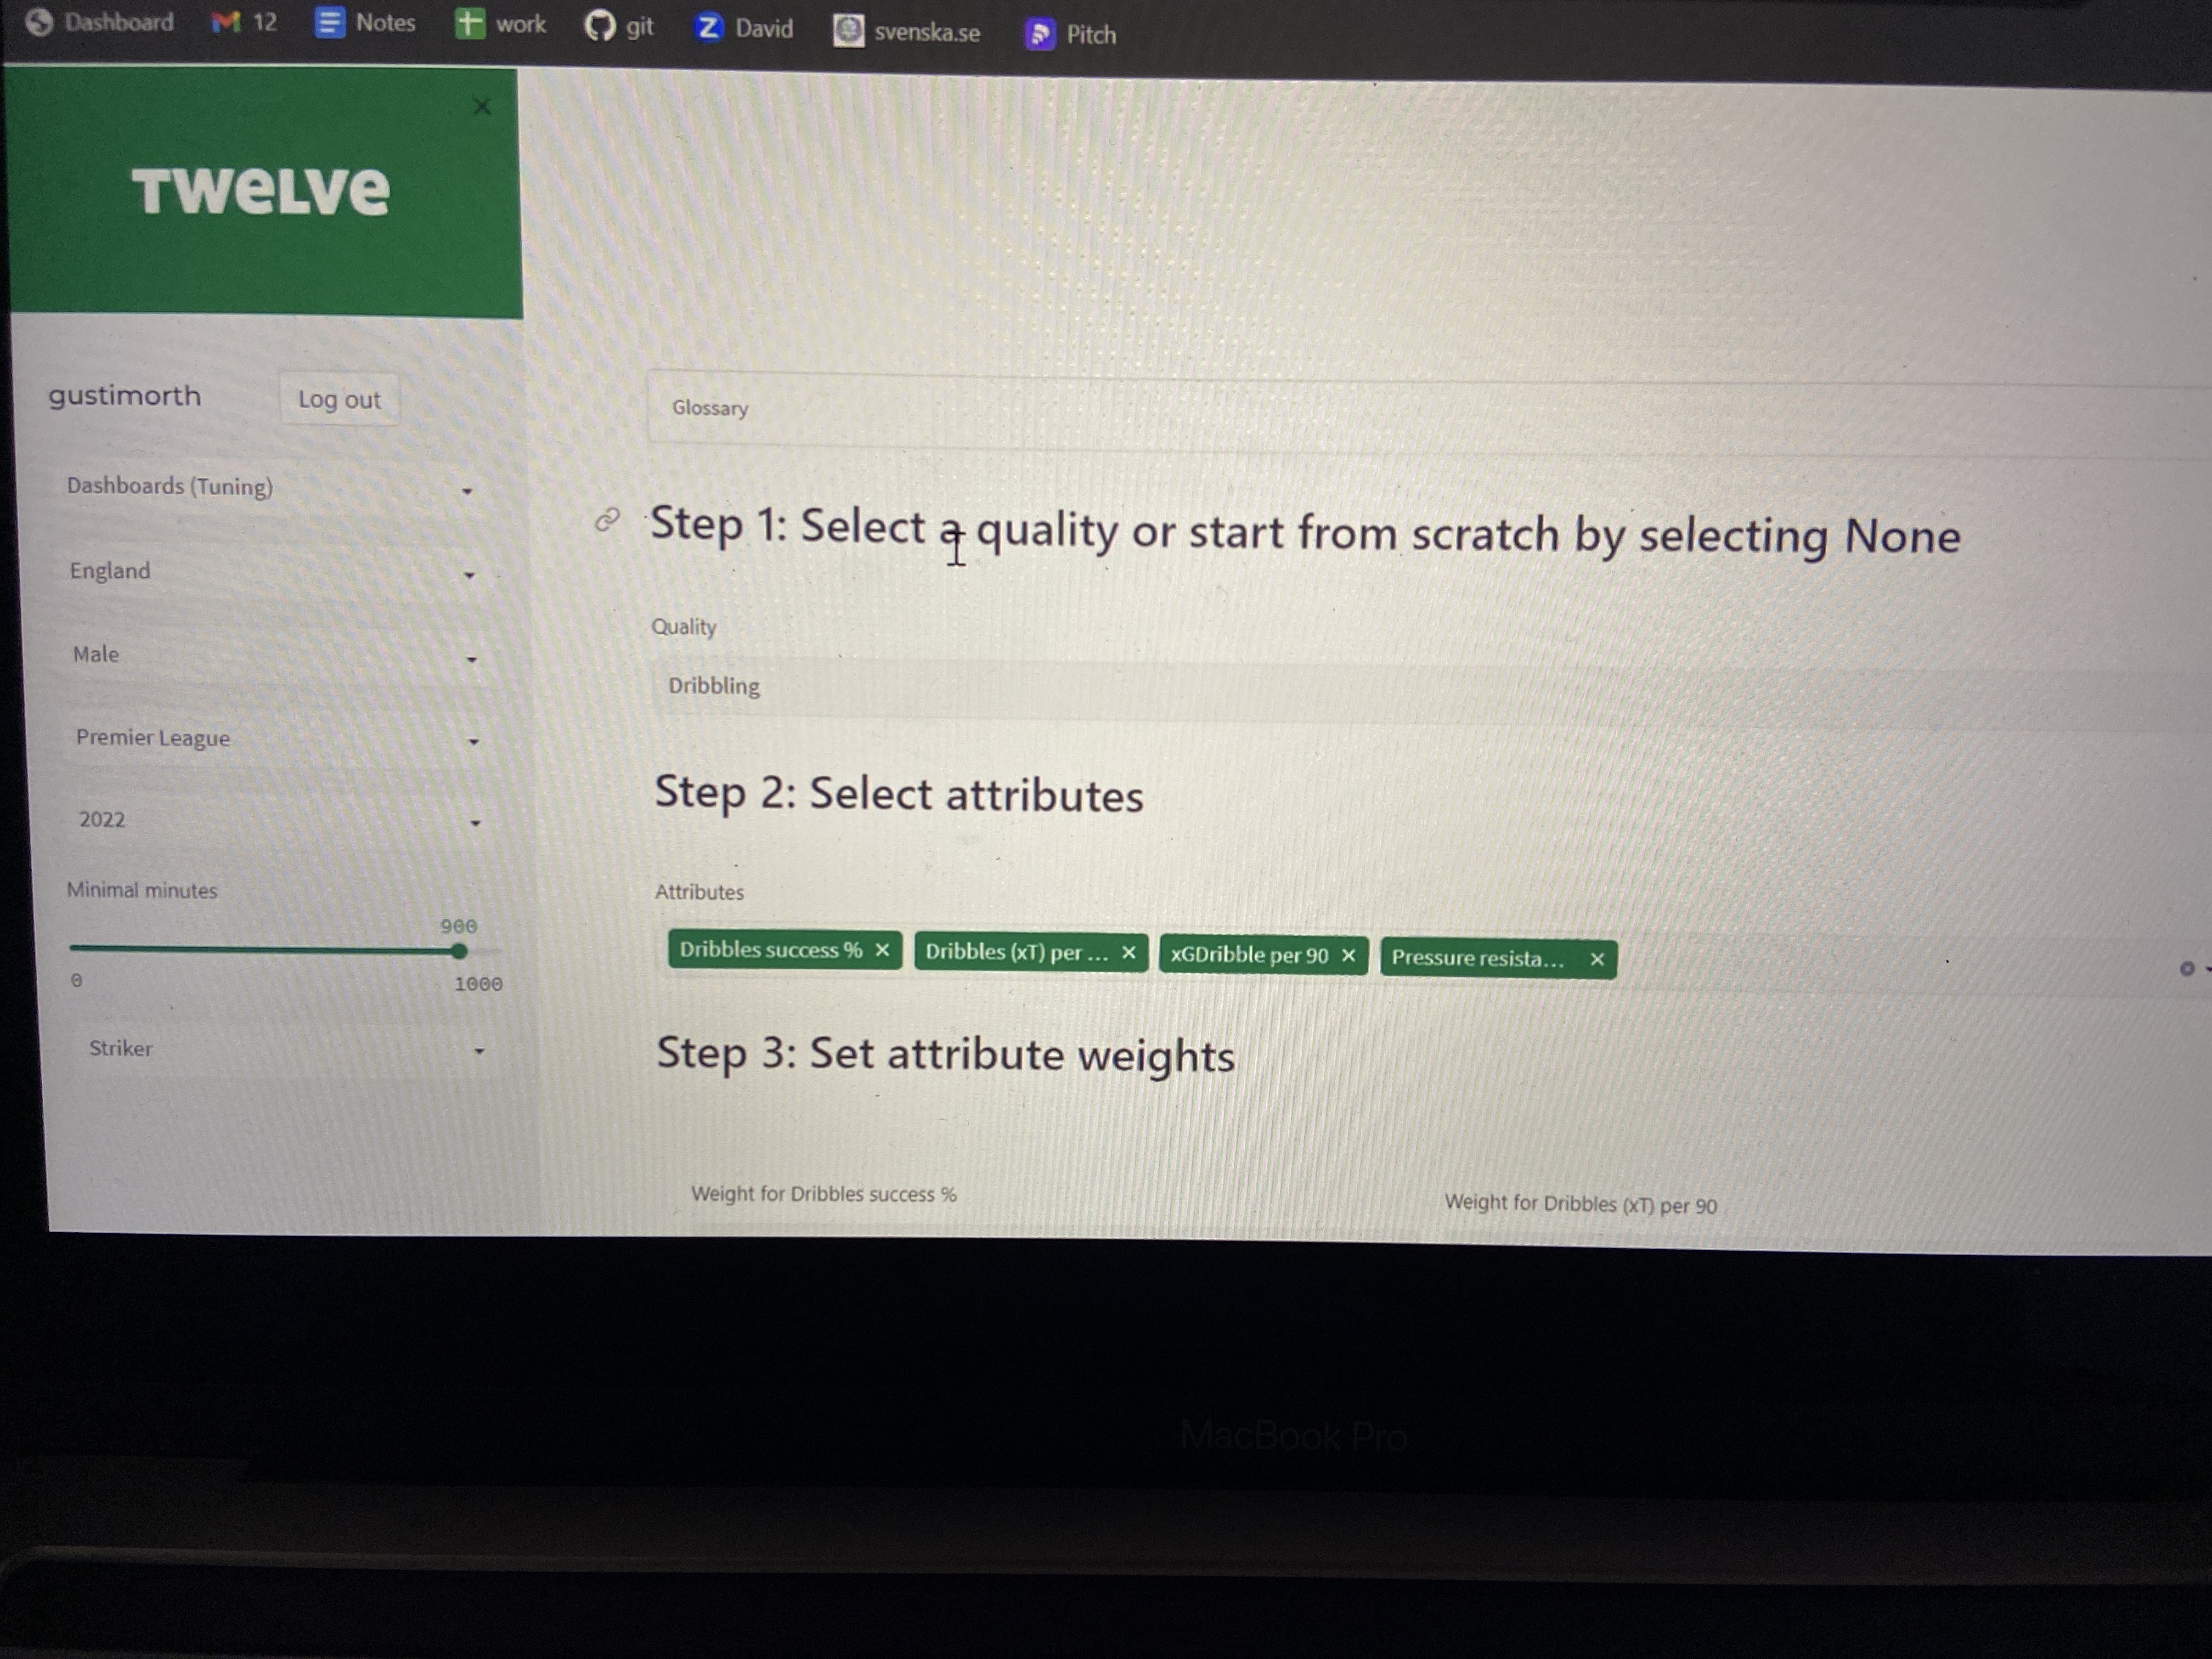 Dashboard 12 Notes work git David svenska.se Pitch
TWELVE
gustimorth Log out
Dashboards (Tuning)
England
Male
Premier League
2022
Minimal minutes
900
0 1000
Striker
Glossary
Step 1: Select a quality or start from scratch by selecting None
Quality
Dribbling
Step 2: Select attributes
Attributes
Dribbles success % × Dribbles (xT) per ... × xGDribble per 90 × Pressure resista... ×
Step 3: Set attribute weights
Weight for Dribbles success % Weight for Dribbles (xT) per 90
MacBook Pro